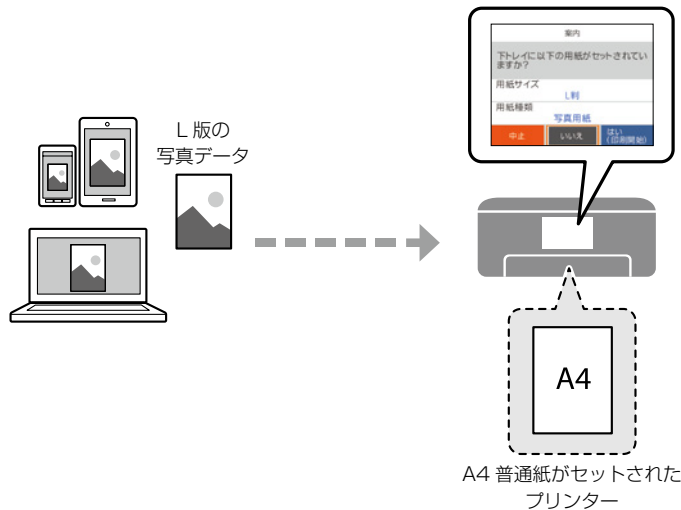 案内
下トレイに以下の用紙がセットされてい
ますか?
用紙サイズ
L判
用紙種類
写真用紙
中止
いいえ
はい
(印刷開始)
L 版の
写真データ
A4
A4 普通紙がセットされた
プリンター